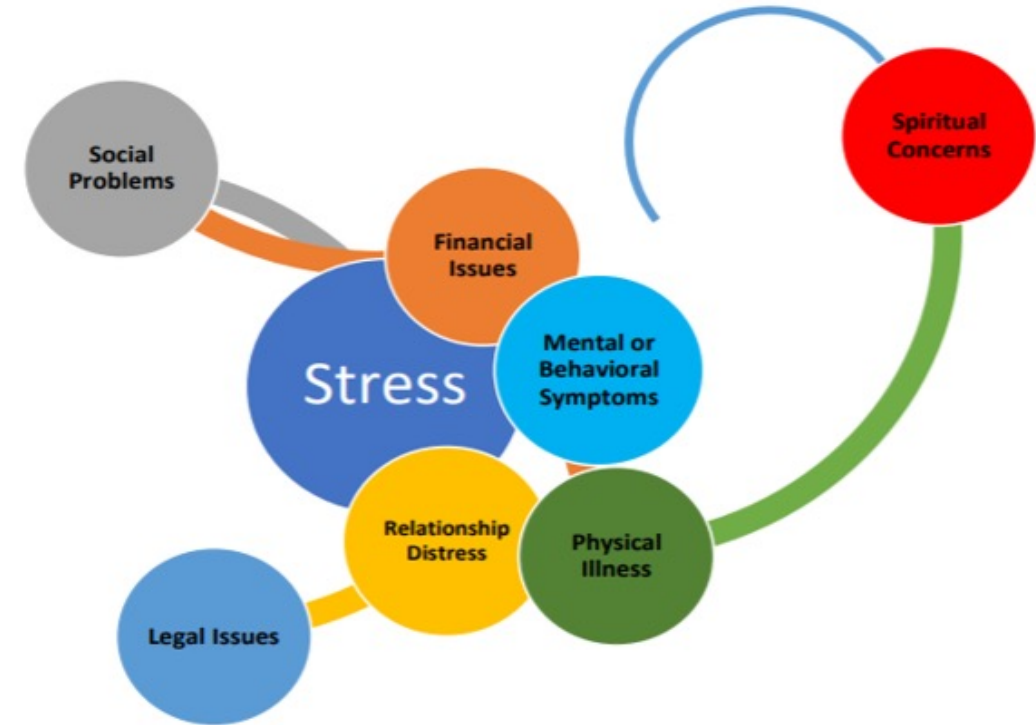 Spiritual
Concerns
Social
Problems
Financial
Issues
Mental or
Behavioral
Symptoms
Stress
Relationship
Distress
Physical
Illness
Legal Issues